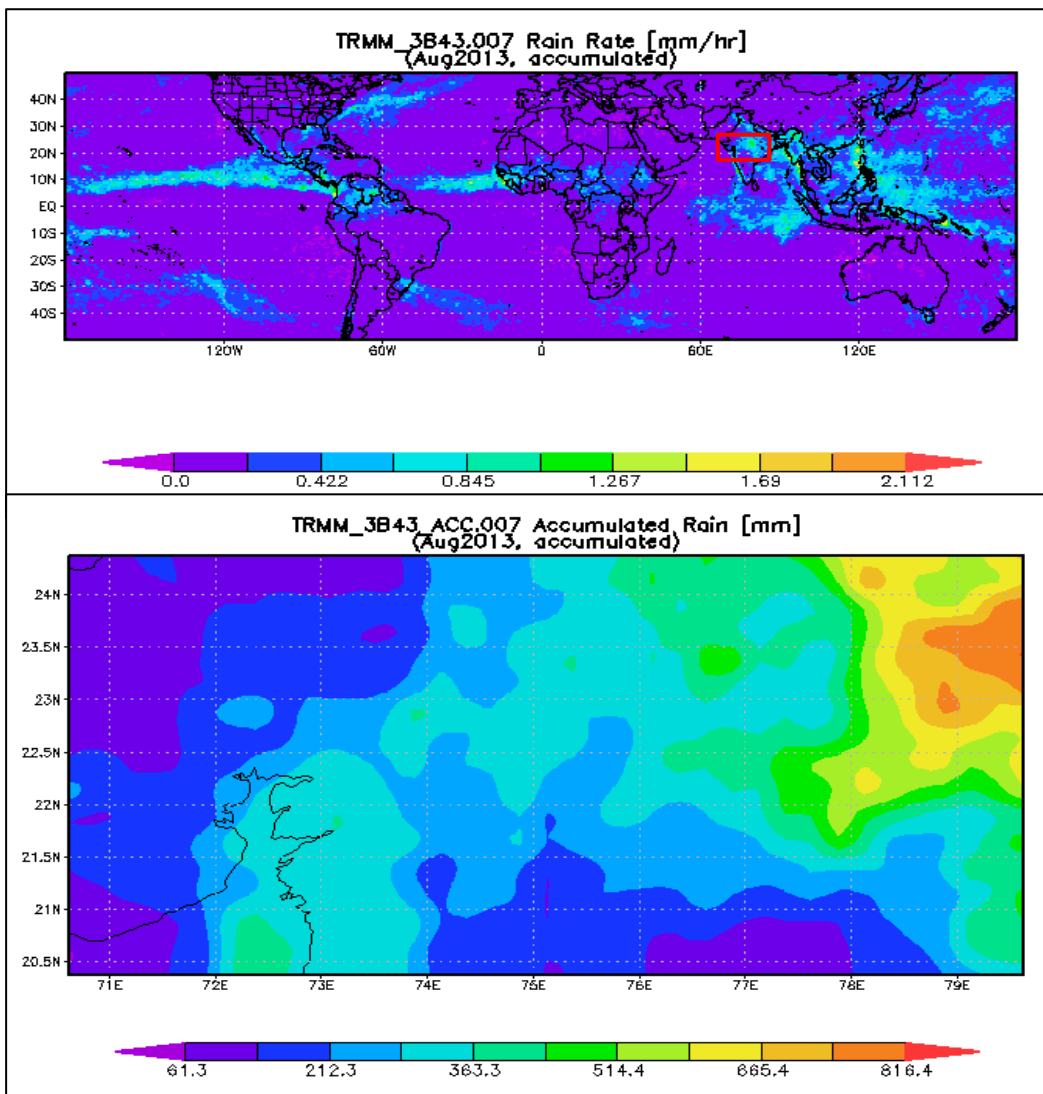 TRMM_3B43.007 Rain Rate [mm/hr]
(Aug2013, accumulated)
40N
30N
20N
10N
EQ
10S
20S
30S
40S
120W 60W 0 60E 120E
0.0 0.422 0.845 1.267 1.69 2.112
TRMM_3B43_ACC.007 Accumulated Rain [mm]
(Aug2013, accumulated)
24N
23.5N
23N
22.5N
22N
21.5N
21N
20.5N
71E 72E 73E 74E 75E 76E 77E 78E 79E
61.3 212.3 363.3 514.4 665.4 816.4